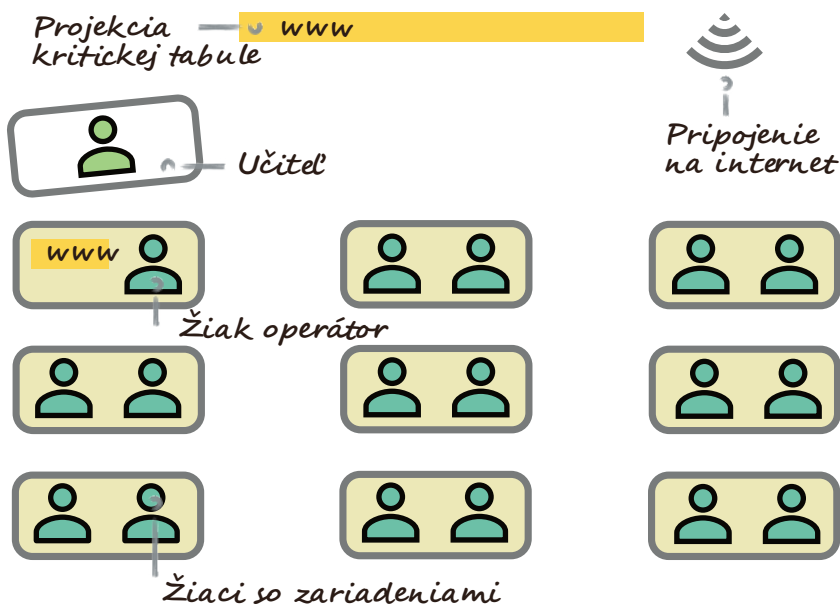 Projekcia
kritickej tabule
www
Pripojenie
na internet
Učiteľ
www
Žiak operátor
Žiaci so zariadeniami